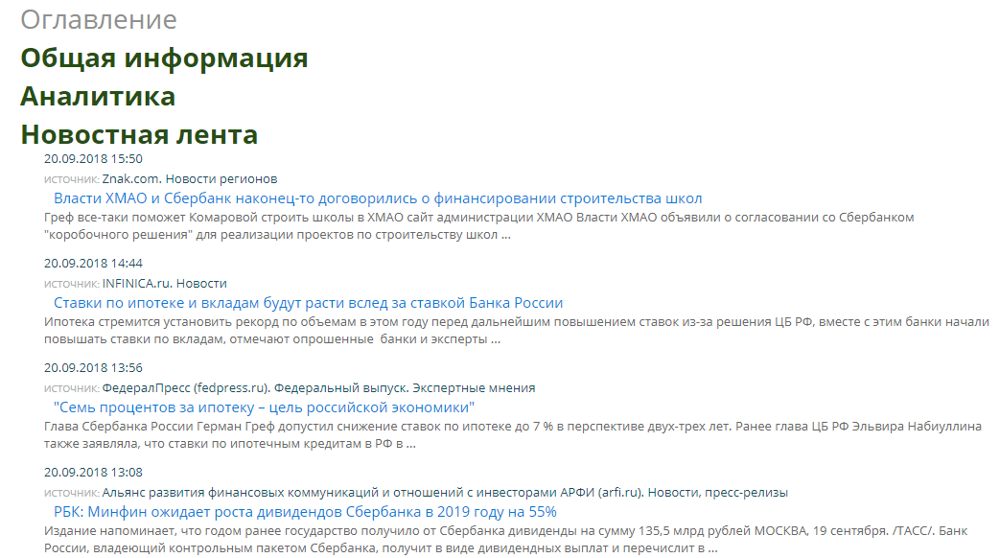 Оглавление
Общая информация
Аналитика
Новостная лента
20.09.2018 15:50
источник: Znak.com. Новости регионов
Власти ХМАО и Сбербанк наконец-то договорились о финансировании строительства школ
Греф все-таки поможет Комаровой строить школы в ХМАО сайт администрации ХМАО Власти ХМАО объявили о согласовании со Сбербанком
"коробочного решения" для реализации проектов по строительству школ ...
20.09.2018 14:44
источник: INFINICA.ru. Новости
Ставки по ипотеке и вкладам будут расти вслед за ставкой Банка России
Ипотека стремится установить рекорд по объемам в этом году перед дальнейшим повышением ставок из-за решения ЦБ РФ, вместе с этим банки начали
повышать ставки по вкладам, отмечают опрошенные  банки и эксперты ...
20.09.2018 13:56
источник: ФедералПресс (fedpress.ru). Федеральный выпуск. Экспертные мнения
"Семь процентов за ипотеку – цель российской экономики"
Глава Сбербанка России Герман Греф допустил снижение ставок по ипотеке до 7 % в перспективе двух-трех лет. Ранее глава ЦБ РФ Эльвира Набиуллина
также заявляла, что ставки по ипотечным кредитам в РФ в ...
20.09.2018 13:08
источник: Альянс развития финансовых коммуникаций и отношений с инвесторами АРФИ (arfi.ru). Новости, пресс-релизы
РБК: Минфин ожидает роста дивидендов Сбербанка в 2019 году на 55%
Издание напоминает, что годом ранее государство получило от Сбербанка дивиденды на сумму 135,5 млрд рублей МОСКВА, 19 сентября. /ТАСС/. Банк
России, владеющий контрольным пакетом Сбербанка, получит в виде дивидендных выплат и перечислит в ...